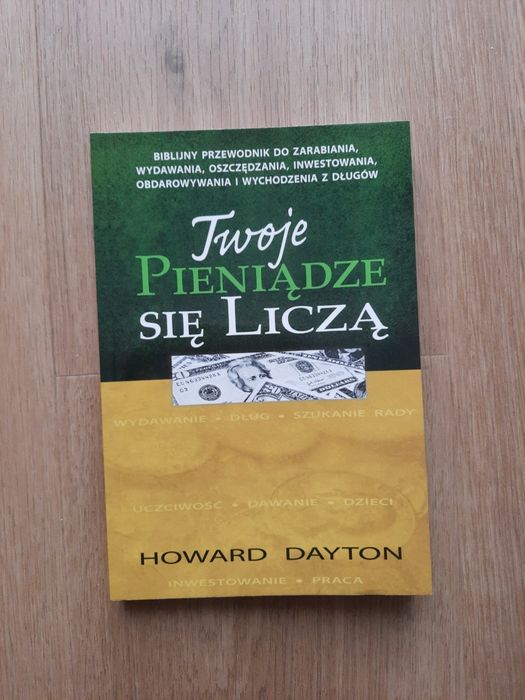 BIBLIJNY PRZEWODNIK DO ZARABIANIA,
WYDAWANIA, OSZCZĘDZANIA, INWESTOWANIA,
OBDAROWYWANIA I WYCHODZENIA Z DŁUGÓW
Twoje
PIENIĄDZE
SIĘ LICZĄ
WYDAWANIE • DŁUG • SZUKANIE RADY
UCZCIWOŚĆ • DAWANIE • DZIECI
HOWARD DAYTON
INWESTOWANIE • PRACA